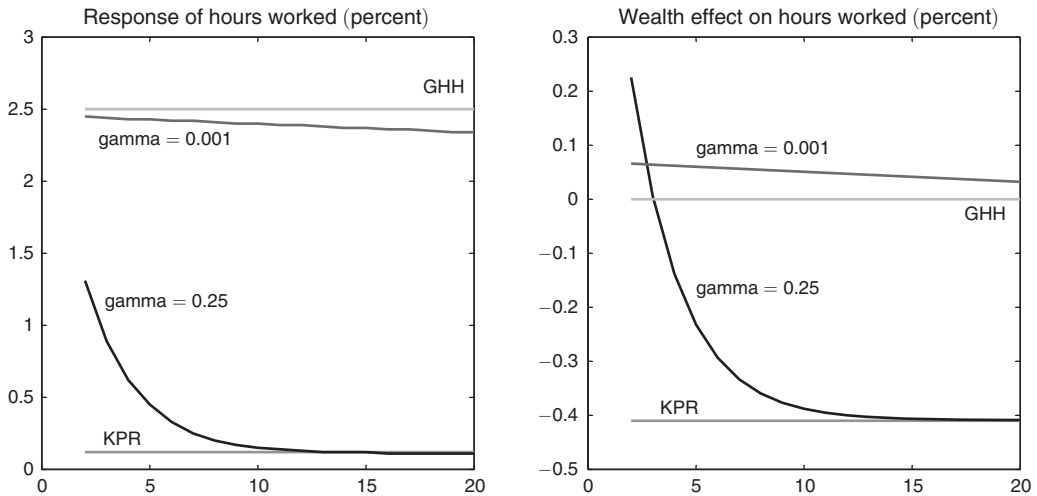 Response of hours worked (percent)
3
2.5
2
1.5
1
0.5
0
0 5 10 15 20
GHH
gamma = 0.001
gamma = 0.25
KPR
Wealth effect on hours worked (percent)
0.3
0.2
0.1
0
−0.1
−0.2
−0.3
−0.4
−0.5
0 5 10 15 20
gamma = 0.001
GHH
gamma = 0.25
KPR